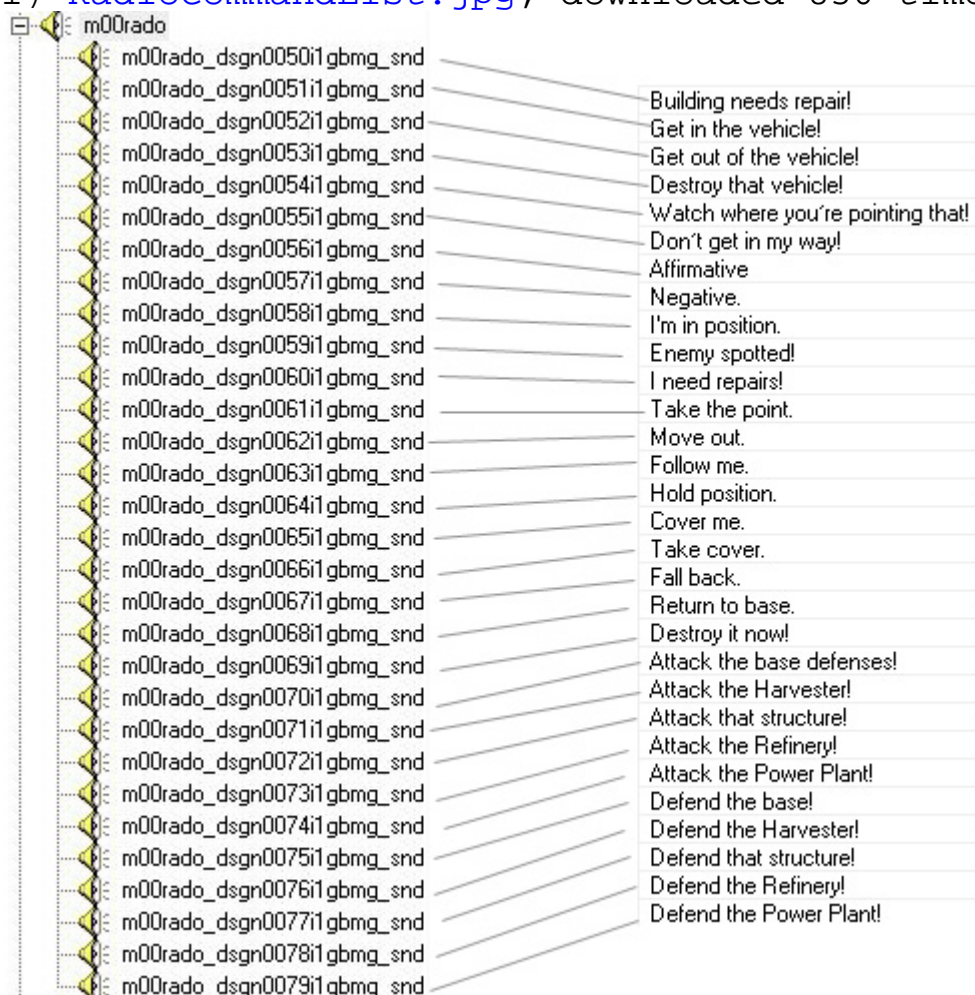 1) RadioCommandList.jpg, downloaded
m00rado
m00rado_dsgn0050i1gbmg_snd
m00rado_dsgn0051i1gbmg_snd
m00rado_dsgn0052i1gbmg_snd
m00rado_dsgn0053i1gbmg_snd
m00rado_dsgn0054i1gbmg_snd
m00rado_dsgn0055i1gbmg_snd
m00rado_dsgn0056i1gbmg_snd
m00rado_dsgn0057i1gbmg_snd
m00rado_dsgn0058i1gbmg_snd
m00rado_dsgn0059i1gbmg_snd
m00rado_dsgn0060i1gbmg_snd
m00rado_dsgn0061i1gbmg_snd
m00rado_dsgn0062i1gbmg_snd
m00rado_dsgn0063i1gbmg_snd
m00rado_dsgn0064i1gbmg_snd
m00rado_dsgn0065i1gbmg_snd
m00rado_dsgn0066i1gbmg_snd
m00rado_dsgn0067i1gbmg_snd
m00rado_dsgn0068i1gbmg_snd
m00rado_dsgn0069i1gbmg_snd
m00rado_dsgn0070i1gbmg_snd
m00rado_dsgn0071i1gbmg_snd
m00rado_dsgn0072i1gbmg_snd
m00rado_dsgn0073i1gbmg_snd
m00rado_dsgn0074i1gbmg_snd
m00rado_dsgn0075i1gbmg_snd
m00rado_dsgn0076i1gbmg_snd
m00rado_dsgn0077i1gbmg_snd
m00rado_dsgn0078i1gbmg_snd
m00rado_dsgn0079i1gbmg_snd
Building needs repair!
Get in the vehicle!
Get out of the vehicle!
Destroy that vehicle!
Watch where you´re pointing that!
Don´t get in my way!
Affirmative
Negative.
I'm in position.
Enemy spotted!
I need repairs!
Take the point.
Move out.
Follow me.
Hold position.
Cover me.
Take cover.
Fall back.
Return to base.
Destroy it now!
Attack the base defenses!
Attack the Harvester!
Attack that structure!
Attack the Refinery!
Attack the Power Plant!
Defend the base!
Defend the Harvester!
Defend that structure!
Defend the Refinery!
Defend the Power Plant!